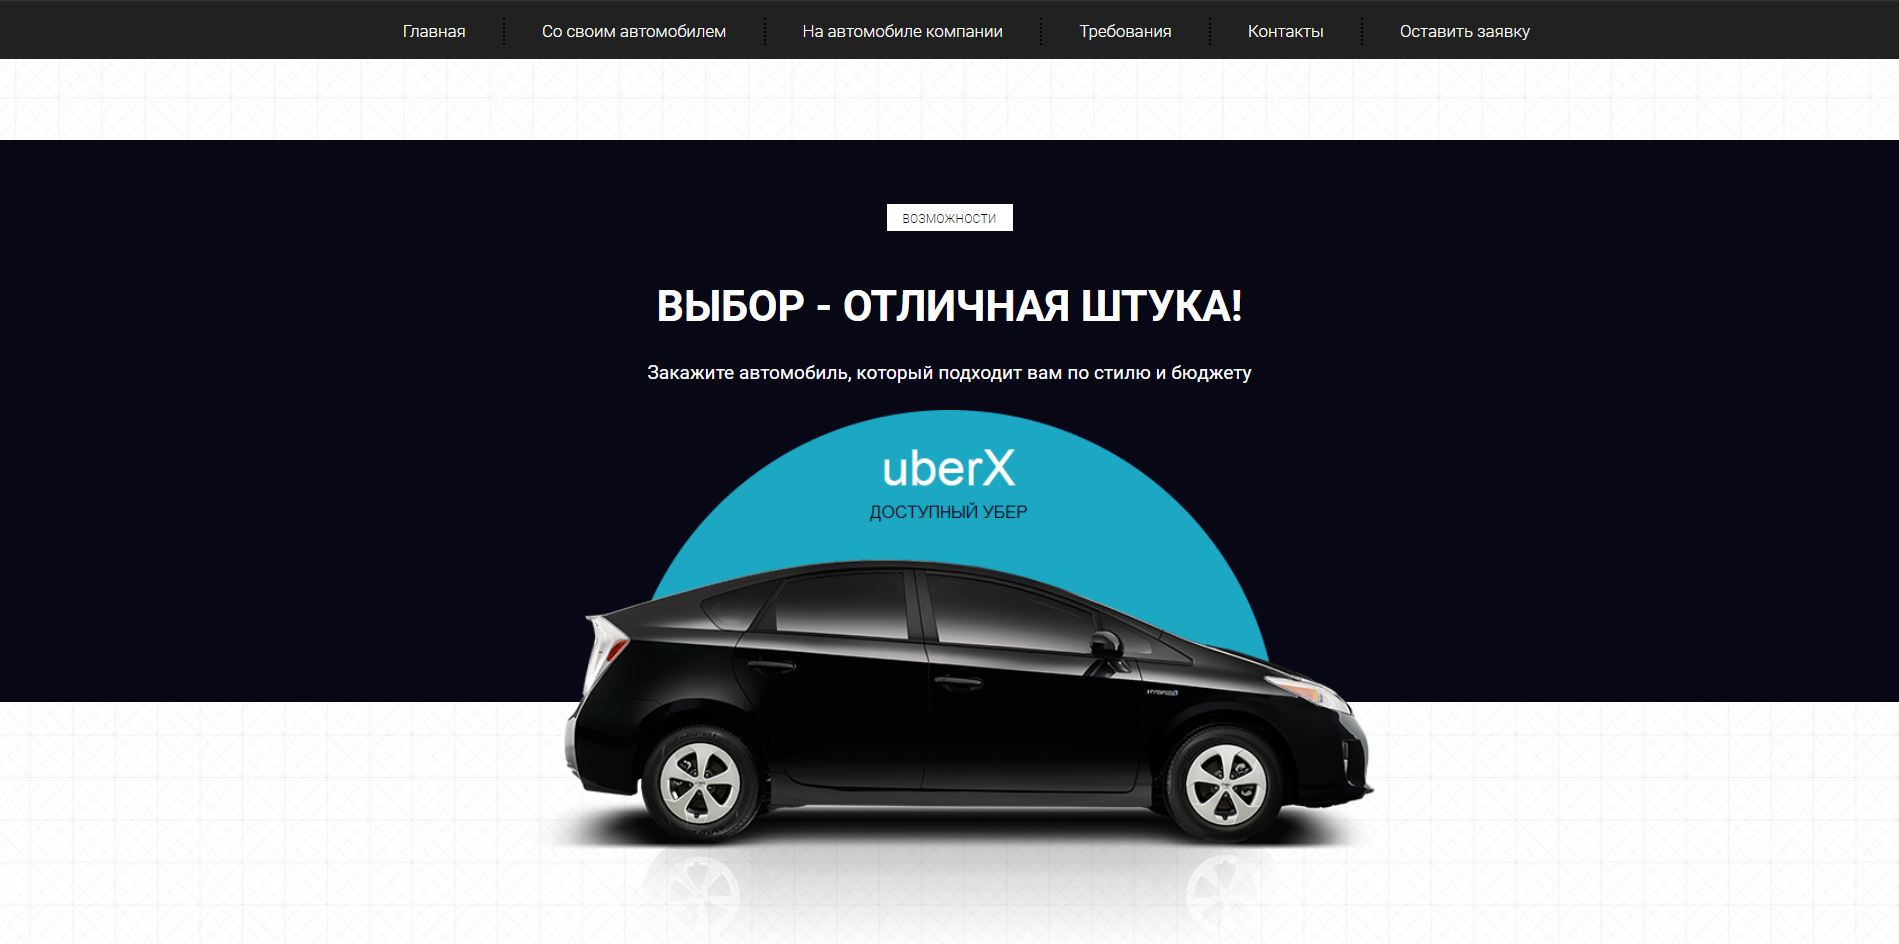 Главная
Со своим автомобилем
На автомобиле компании
Требования
Контакты
Оставить заявку
ВОЗМОЖНОСТИ
ВЫБОР - ОТЛИЧНАЯ ШТУКА!
Закажите автомобиль, который подходит вам по стилю и бюджету
uberX
ДОСТУПНЫЙ УБЕР
HYBRID